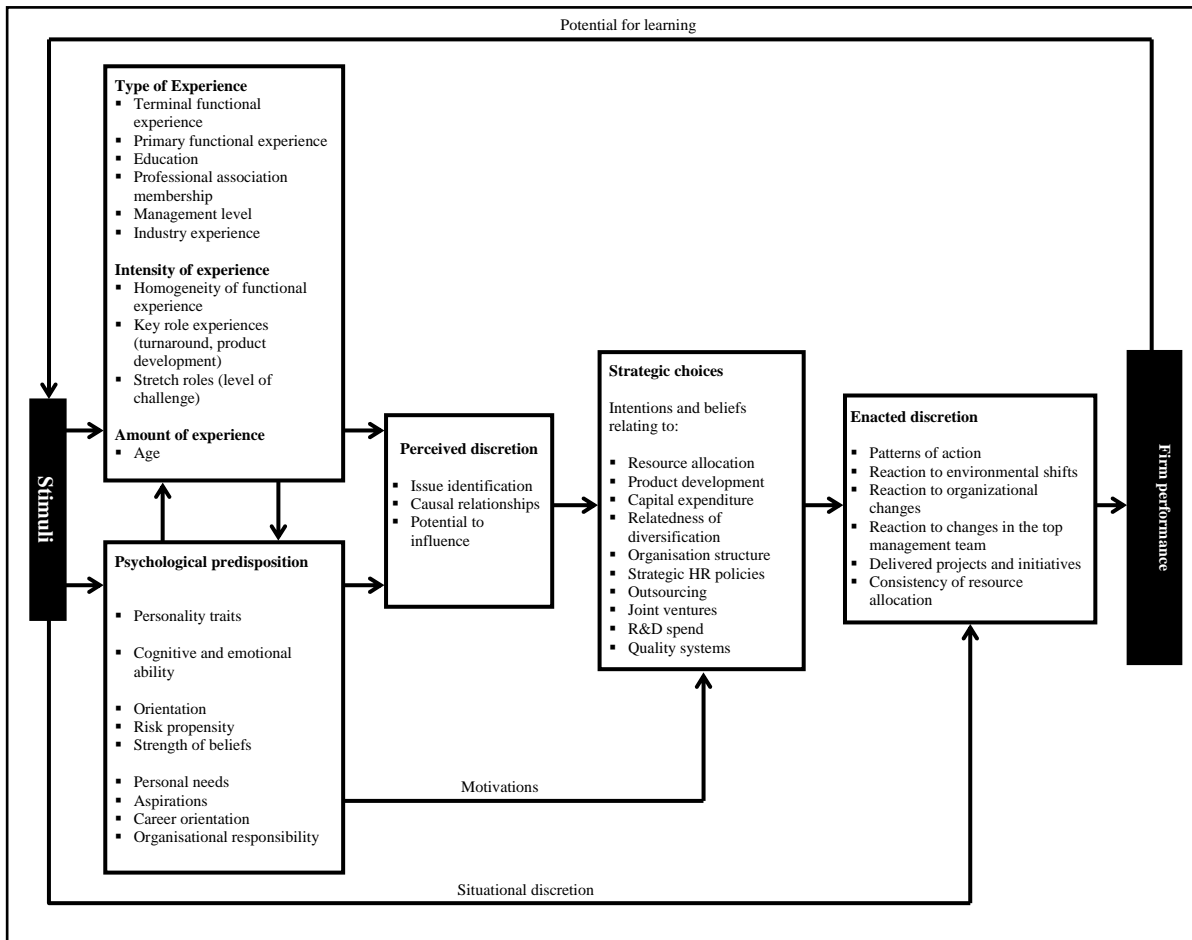 Potential for learning
Type of Experience
▪ Terminal functional
experience
▪ Primary functional experience
▪ Education
▪ Professional association
membership
▪ Management level
▪ Industry experience
Intensity of experience
▪ Homogeneity of functional
experience
▪ Key role experiences
(turnaround, product
development)
▪ Stretch roles (level of
challenge)
Amount of experience
▪ Age
Stimuli
Psychological predisposition
▪ Personality traits
▪ Cognitive and emotional
ability
▪ Orientation
▪ Risk propensity
▪ Strength of beliefs
▪ Personal needs
▪ Aspirations
▪ Career orientation
▪ Organisational responsibility
Perceived discretion
▪ Issue identification
▪ Causal relationships
▪ Potential to
influence
Strategic choices
Intentions and beliefs
relating to:
▪ Resource allocation
▪ Product development
▪ Capital expenditure
▪ Relatedness of
diversification
▪ Organisation structure
▪ Strategic HR policies
▪ Outsourcing
▪ Joint ventures
▪ R&D spend
▪ Quality systems
Enacted discretion
▪ Patterns of action
▪ Reaction to environmental shifts
▪ Reaction to organizational
changes
▪ Reaction to changes in the top
management team
▪ Delivered projects and initiatives
▪ Consistency of resource
allocation
Firm performance
Motivations
Situational discretion